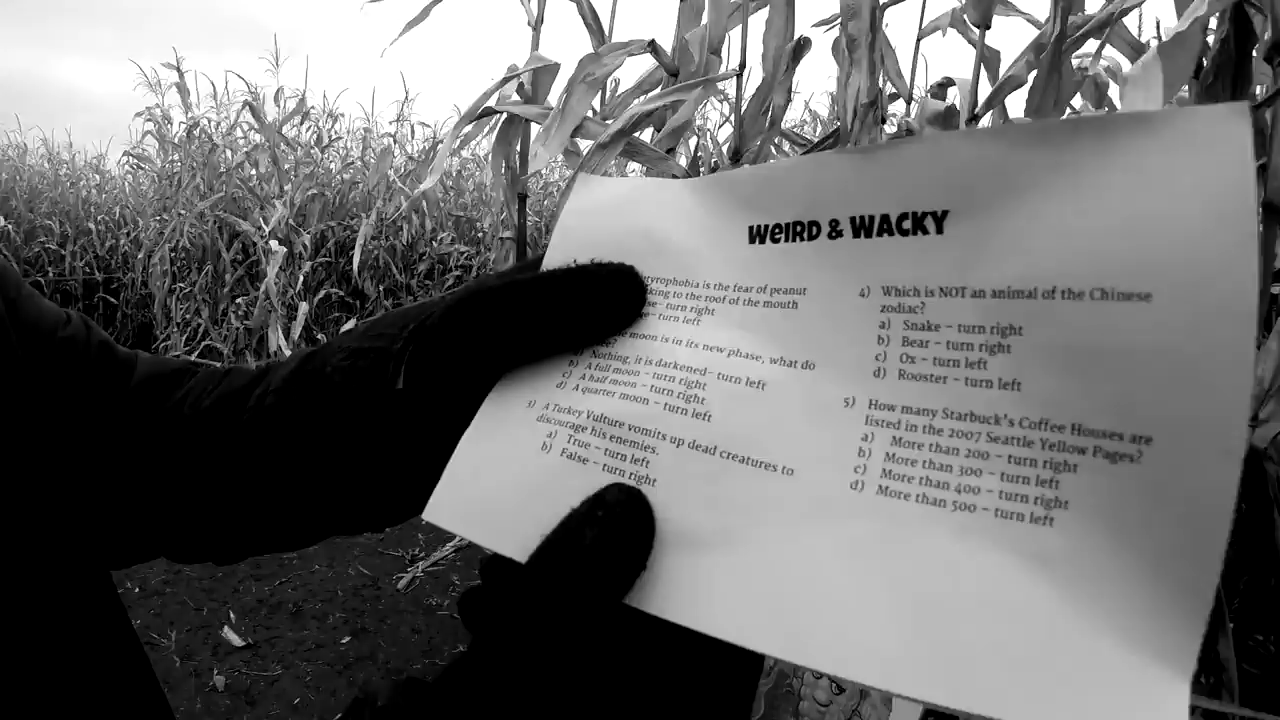 WEIRD & WACKY
is the fear of peanut
to the roof of the mouth
turn right
turn left
moon is in its new phase, what do
Nothing, it is darkened- turn left
b) A full moon - turn right
c) A half moon - turn right
d) A quarter moon - turn left
3) A Turkey Vulture vomits up dead creatures to
discourage his enemies.
a) True - turn left
b) False - turn right
4) Which is NOT an animal of the Chinese
zodiac?
a) Snake - turn right
b) Bear - turn right
c) Ox - turn left
d) Rooster - turn left
5) How many Starbuck's Coffee Houses are
listed in the 2007 Seattle Yellow Pages?
a) More than 200 - turn right
b) More than 300 - turn left
c) More than 400 - turn right
d) More than 500 - turn left